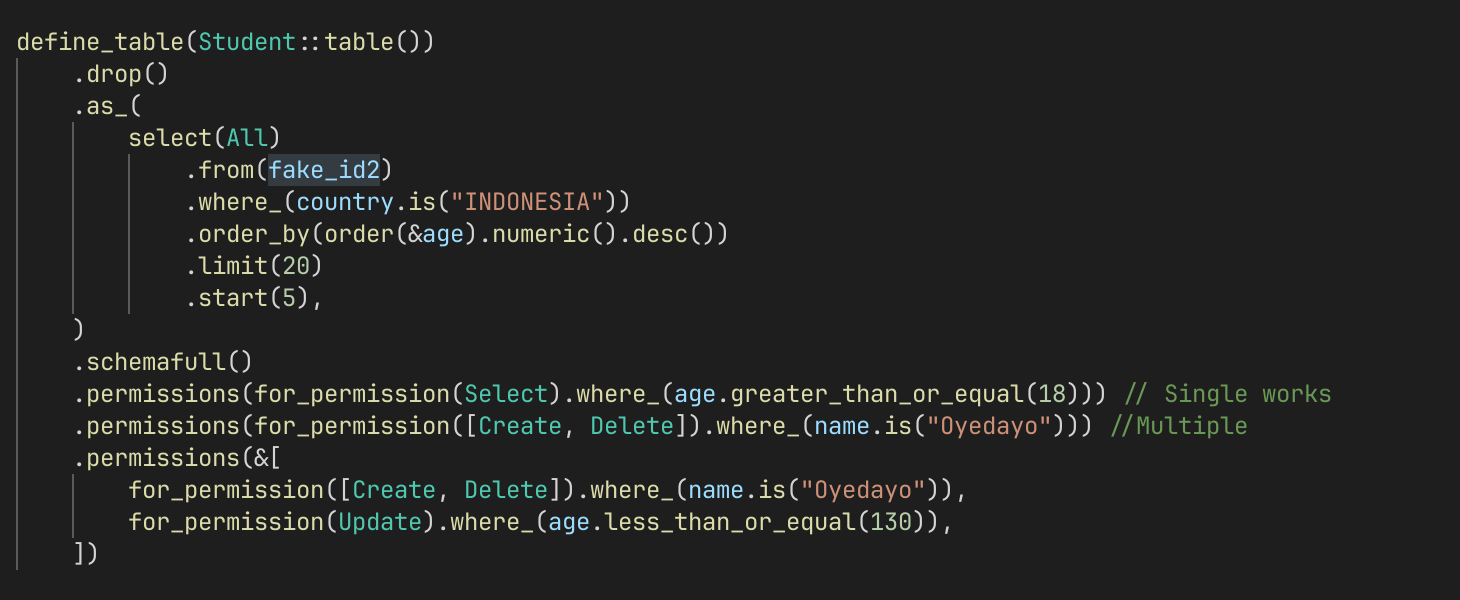 define_table(Student::table())
    .drop()
    .as_(
        select(All)
            .from(fake_id2)
            .where_(country.is("INDONESIA"))
            .order_by(order(&age).numeric().desc())
            .limit(20)
            .start(5),
    )
    .schemafull()
    .permissions(for_permission(Select).where_(age.greater_than_or_equal(18))) // Single works
    .permissions(for_permission([Create, Delete]).where_(name.is("Oyedayo"))) //Multiple
    .permissions(&[
        for_permission([Create, Delete]).where_(name.is("Oyedayo")),
        for_permission(Update).where_(age.less_than_or_equal(130)),
    ])